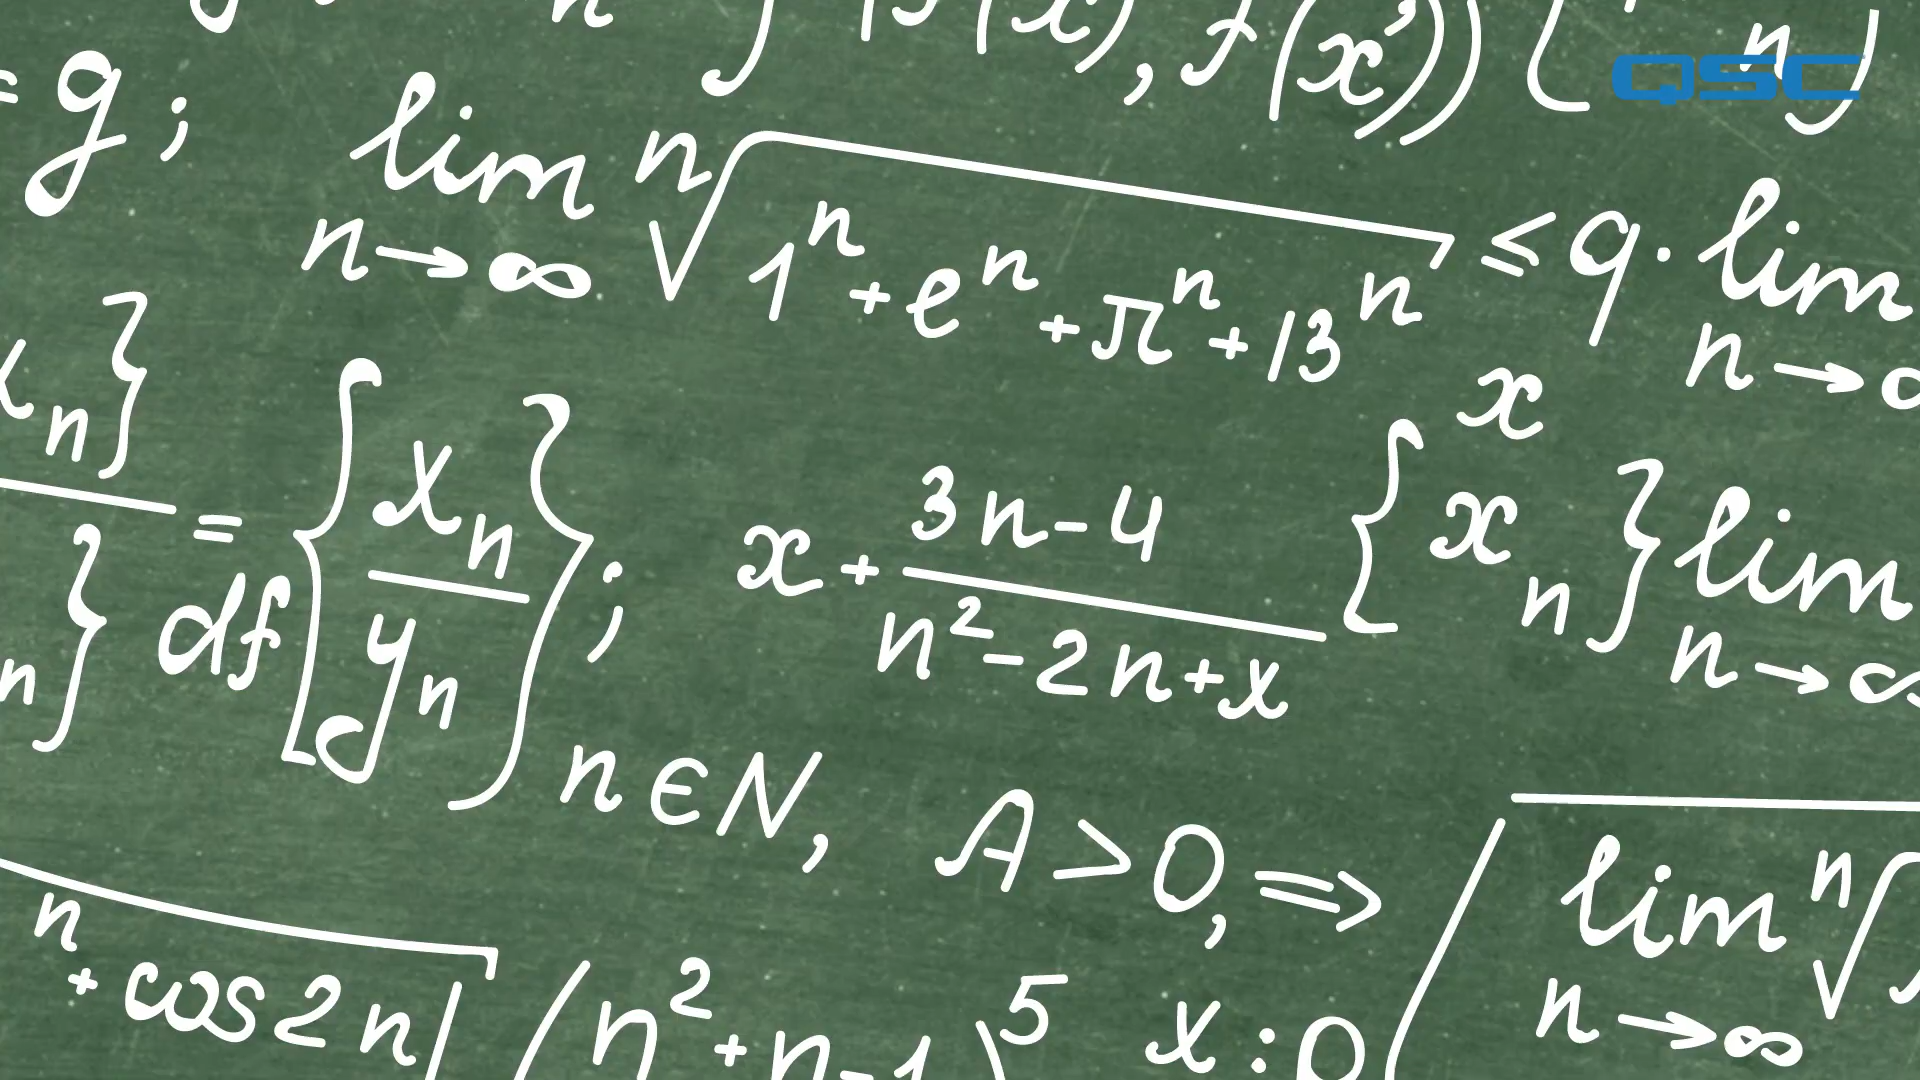 QSC
= g ;
lim n→∞ ⁿ√(1ⁿ + eⁿ + πⁿ + 13ⁿ) ≤ q · lim n→∞
xₙ} = df {xₙ / yₙ} ;
x + (3n - 4) / (n² - 2n + x)
{ x x n } lim n→∞
n ∈ N, A > 0, ⇒
n + cos 2n (n² + n - 1)⁵ x : 0
lim n→∞ ⁿ√